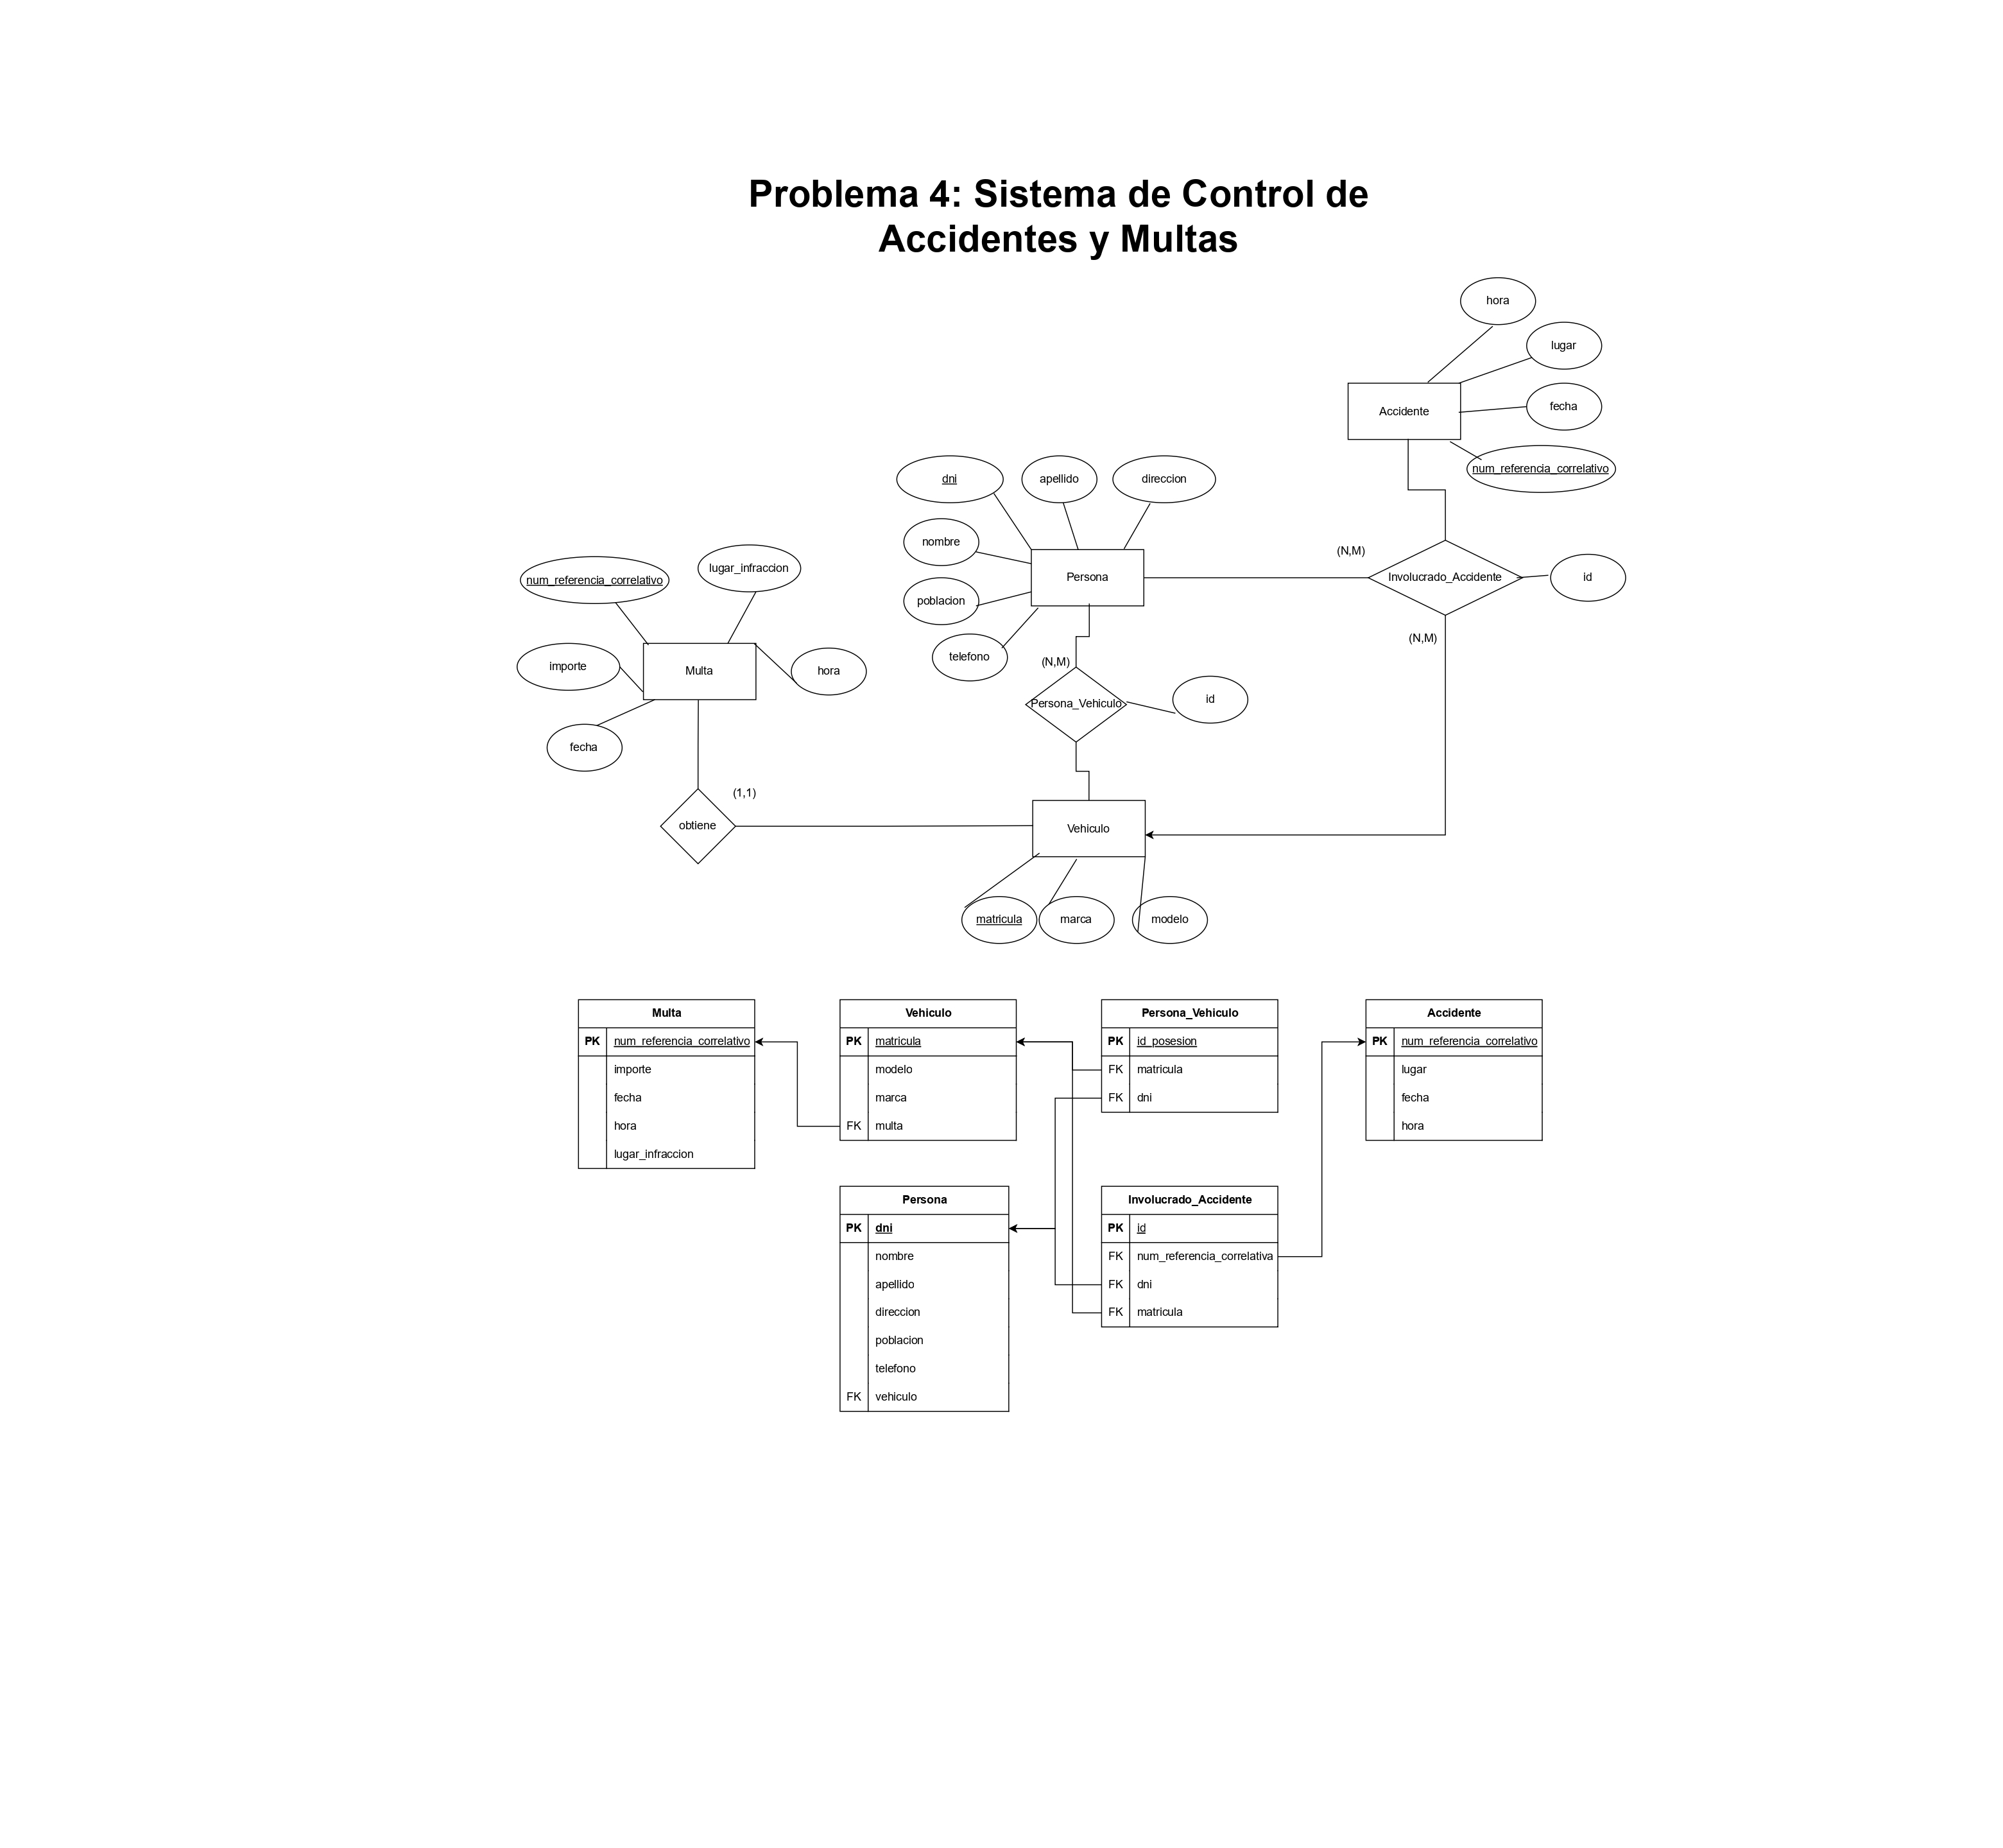 Problema 4: Sistema de Control de
Accidentes y Multas
hora
lugar
Accidente
fecha
num_referencia_correlativo
dni
apellido
direccion
nombre
Persona
poblacion
telefono
(N,M)
Involucrado_Accidente
id
(N,M)
num_referencia_correlativo
lugar_infraccion
importe
Multa
hora
fecha
(N,M)
Persona_Vehiculo
id
(1,1)
obtiene
Vehiculo
matricula
marca
modelo
Multa
PK num_referencia_correlativo
importe
fecha
hora
lugar_infraccion
Vehiculo
PK matricula
modelo
marca
FK multa
Persona_Vehiculo
PK id_posesion
FK matricula
FK dni
Accidente
PK num_referencia_correlativo
lugar
fecha
hora
Persona
PK dni
nombre
apellido
direccion
poblacion
telefono
FK vehiculo
Involucrado_Accidente
PK id
FK num_referencia_correlativa
FK dni
FK matricula